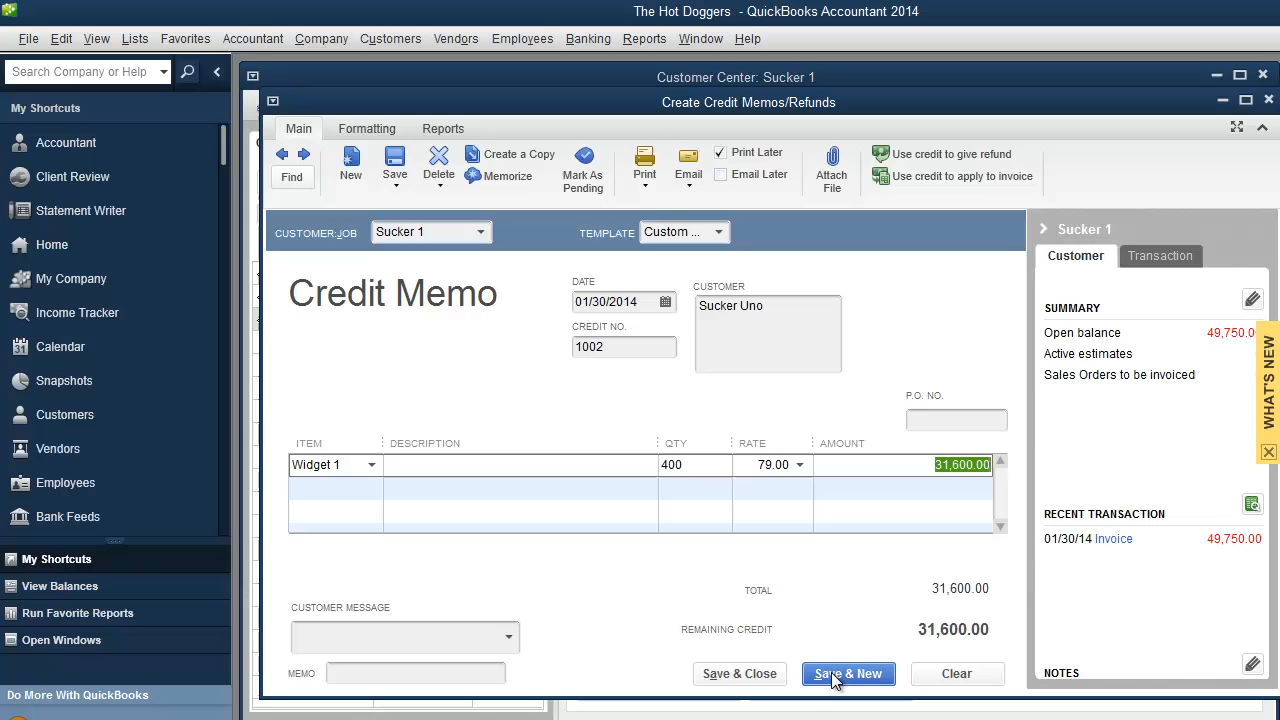 The Hot Doggers - QuickBooks Accountant 2014
File Edit View Lists Favorites Accountant Company Customers Vendors Employees Banking Reports Window Help
Search Company or Help
My Shortcuts
Accountant
Client Review
Statement Writer
Home
My Company
Income Tracker
Calendar
Snapshots
Customers
Vendors
Employees
Bank Feeds
My Shortcuts
View Balances
Run Favorite Reports
Open Windows
Do More With QuickBooks
Customer Center: Sucker 1
Create Credit Memos/Refunds
Main Formatting Reports
Find
New
Save
Delete
Create a Copy
Memorize
Mark As
Pending
Print
Email
Print Later
Email Later
Attach
File
Use credit to give refund
Use credit to apply to invoice
CUSTOMER:JOB Sucker 1 TEMPLATE Custom ...
Credit Memo
DATE
01/30/2014
CREDIT NO.
1002
CUSTOMER
Sucker Uno
P.O. NO.
ITEM DESCRIPTION QTY RATE AMOUNT
Widget 1 400 79.00 31,600.00
TOTAL 31,600.00
CUSTOMER MESSAGE
REMAINING CREDIT 31,600.00
MEMO
Save & Close Save & New Clear
Sucker 1
Customer Transaction
SUMMARY
Open balance 49,750.0
Active estimates
Sales Orders to be invoiced
RECENT TRANSACTION
01/30/14 Invoice 49,750.00
NOTES
WHAT'S NEW